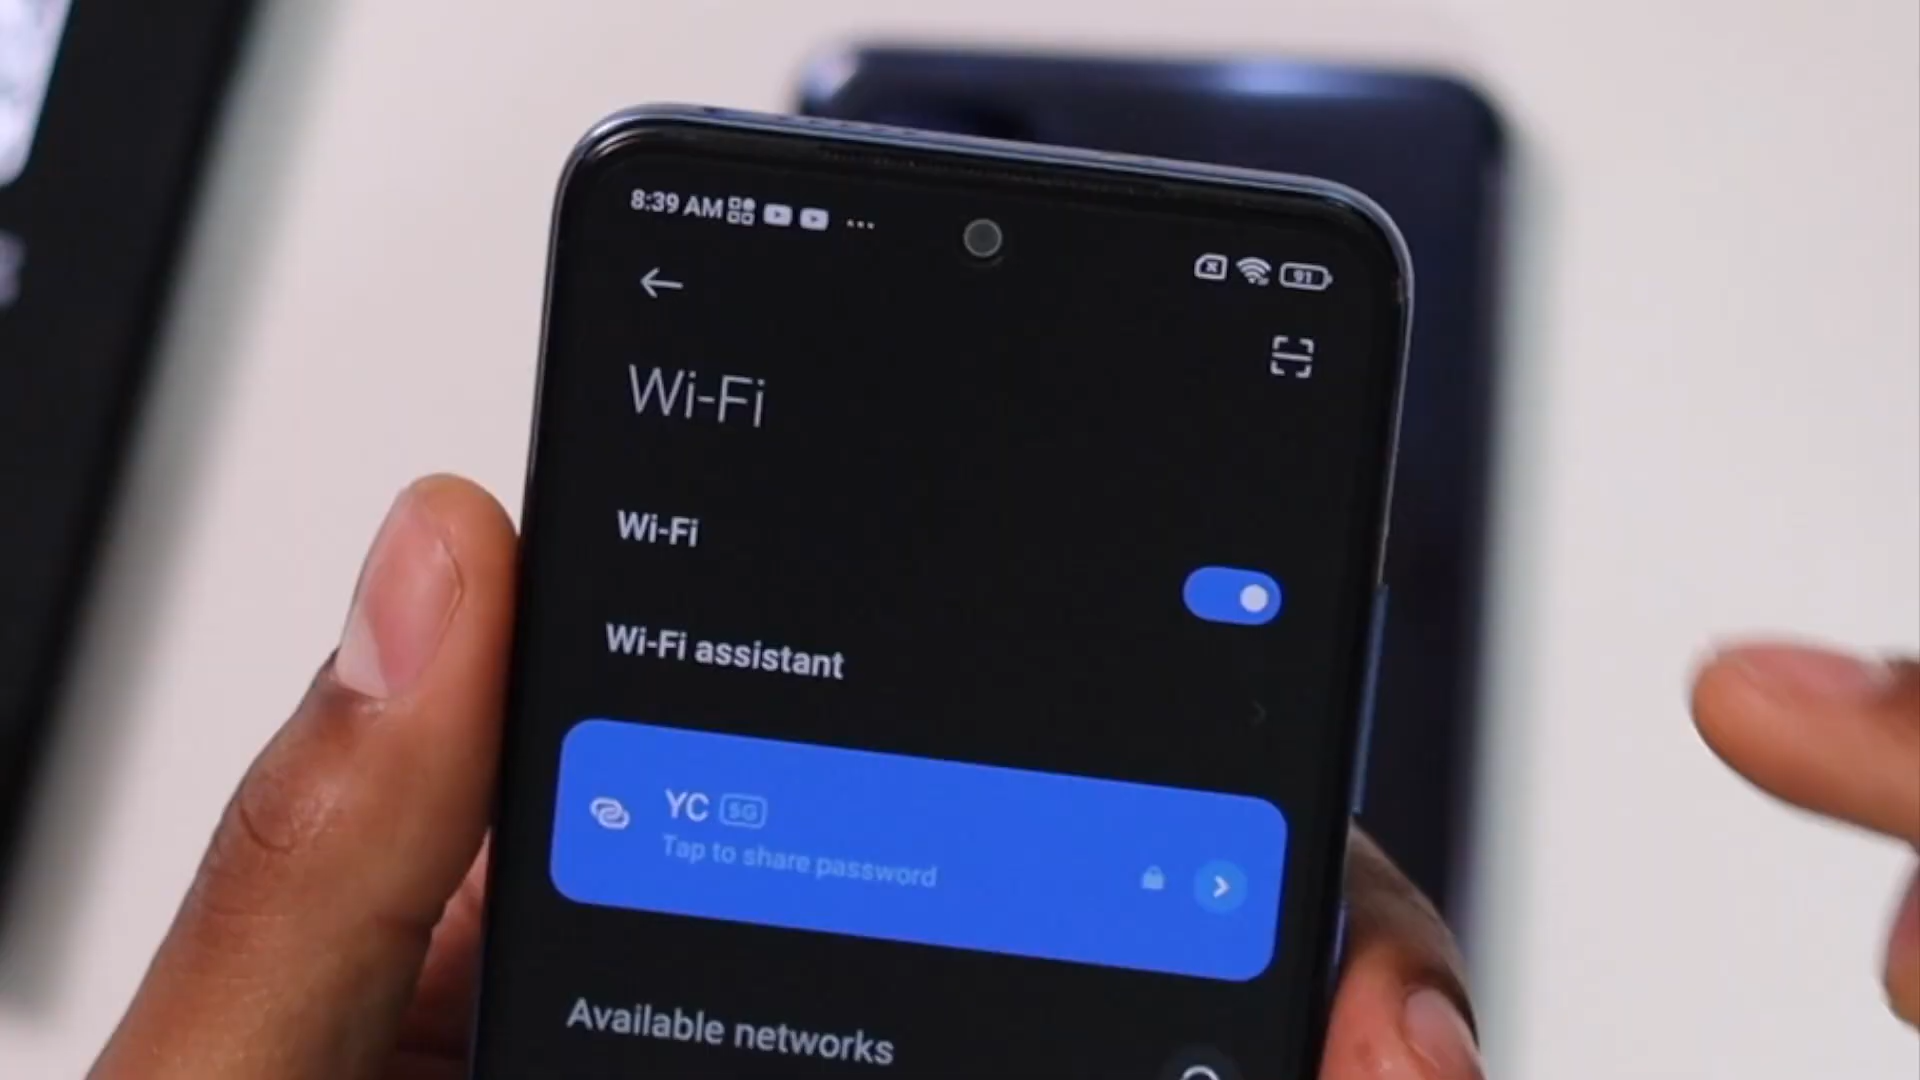 8:39 AM
91
Wi-Fi
Wi-Fi
Wi-Fi assistant
YC 5G
Tap to share password
Available networks